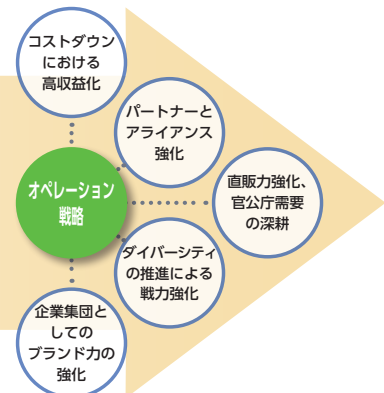 コストダウン
における
高収益化
パートナーと
アライアンス
強化
オペレーション
戦略
直販力強化、
官公庁需要
の深耕
ダイバーシティ
の推進による
戦力強化
企業集団と
しての
ブランド力の
強化